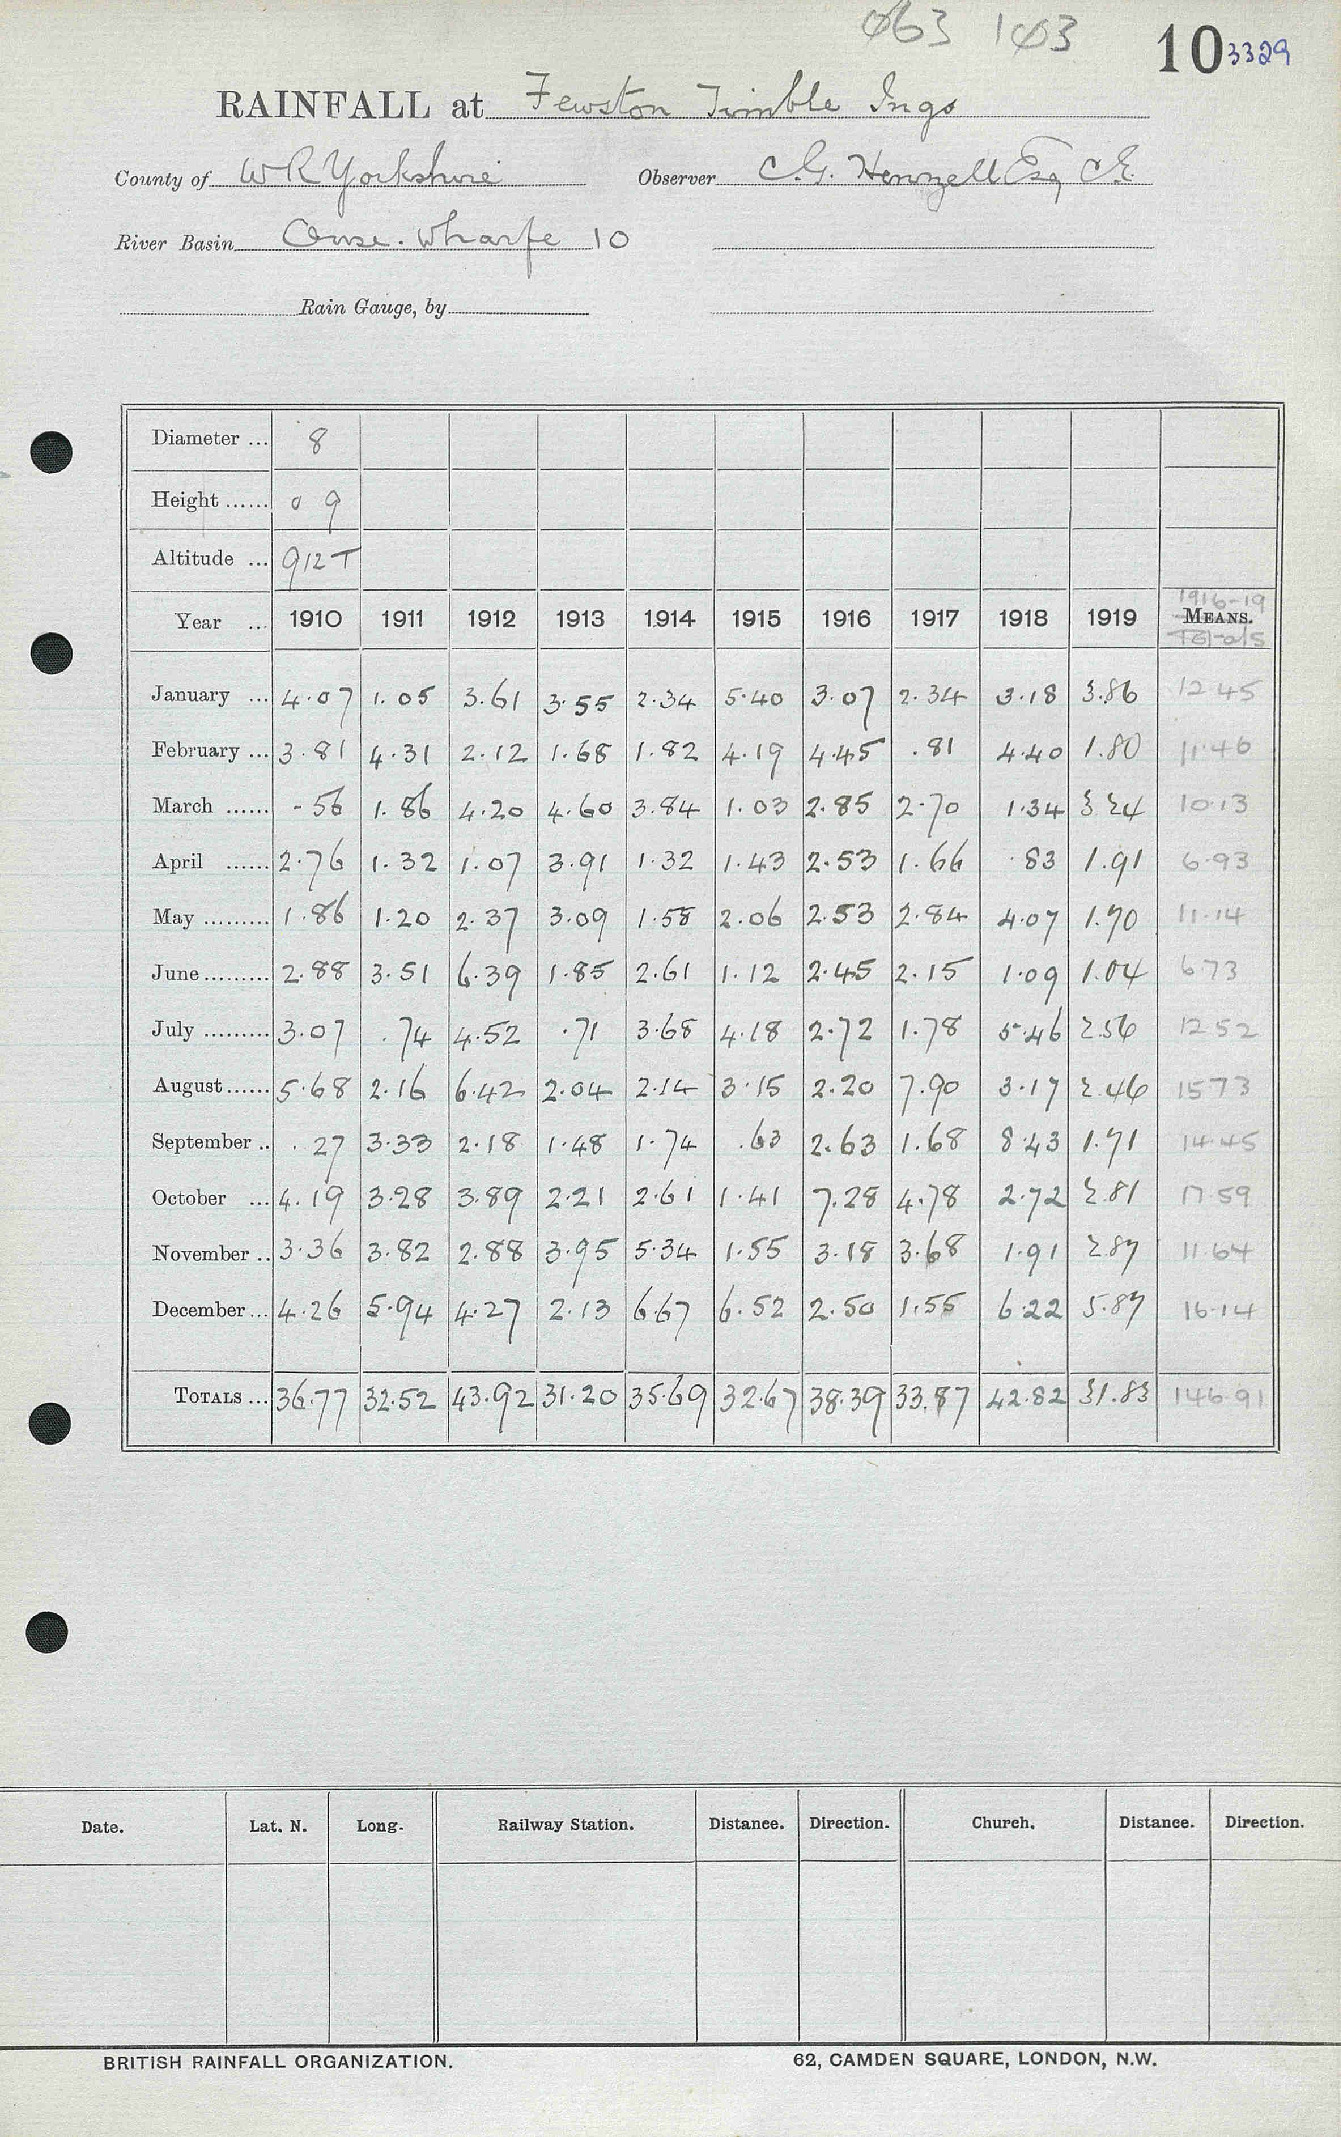 063 103
10 3329
RAINFALL at Fewston Timble Ings
County of WR Yorkshire Observer C.G. Henzell Esq C.E.
River Basin Ouse. Wharfe 10
Rain Gauge, by
Diameter ... 8
Height ...... 0 9
Altitude ... 912 T
1916-19
Year ... 1910 1911 1912 1913 1914 1915 1916 1917 1918 1919 MEANS.
Totals
January ... 4.07 1.05 3.61 3.55 2.34 5.40 3.07 2.34 3.18 3.86 12.45
February ... 3.81 4.31 2.12 1.68 1.82 4.19 4.45 .81 4.40 1.80 11.46
March ...... .56 1.86 4.20 4.60 3.84 1.03 2.85 2.70 1.34 3.24 10.13
April ...... 2.76 1.32 1.07 3.91 1.32 1.43 2.53 1.66 .83 1.91 6.93
May ......... 1.86 1.20 2.37 3.09 1.58 2.06 2.53 2.84 4.07 1.70 11.14
June ......... 2.88 3.51 6.39 1.85 2.61 1.12 2.45 2.15 1.09 1.04 6.73
July ......... 3.07 .74 4.52 .71 3.68 4.18 2.72 1.78 5.46 2.56 12.52
August ...... 5.68 2.16 6.42 2.04 2.14 3.15 2.20 7.90 3.17 2.46 15.73
September .. .27 3.33 2.18 1.48 1.74 .63 2.63 1.68 8.43 1.71 14.45
October ... 4.19 3.28 3.89 2.21 2.61 1.41 7.28 4.78 2.72 2.81 17.59
November .. 3.36 3.82 2.88 3.95 5.34 1.55 3.18 3.68 1.91 2.87 11.64
December ... 4.26 5.94 4.27 2.13 6.67 6.52 2.50 1.55 6.22 5.87 16.14
TOTALS ... 36.77 32.52 43.92 31.20 35.69 32.67 38.39 33.87 42.82 31.83 146.91
Date. Lat. N. Long. Railway Station. Distance. Direction. Church. Distance. Direction.
BRITISH RAINFALL ORGANIZATION. 62, CAMDEN SQUARE, LONDON, N.W.